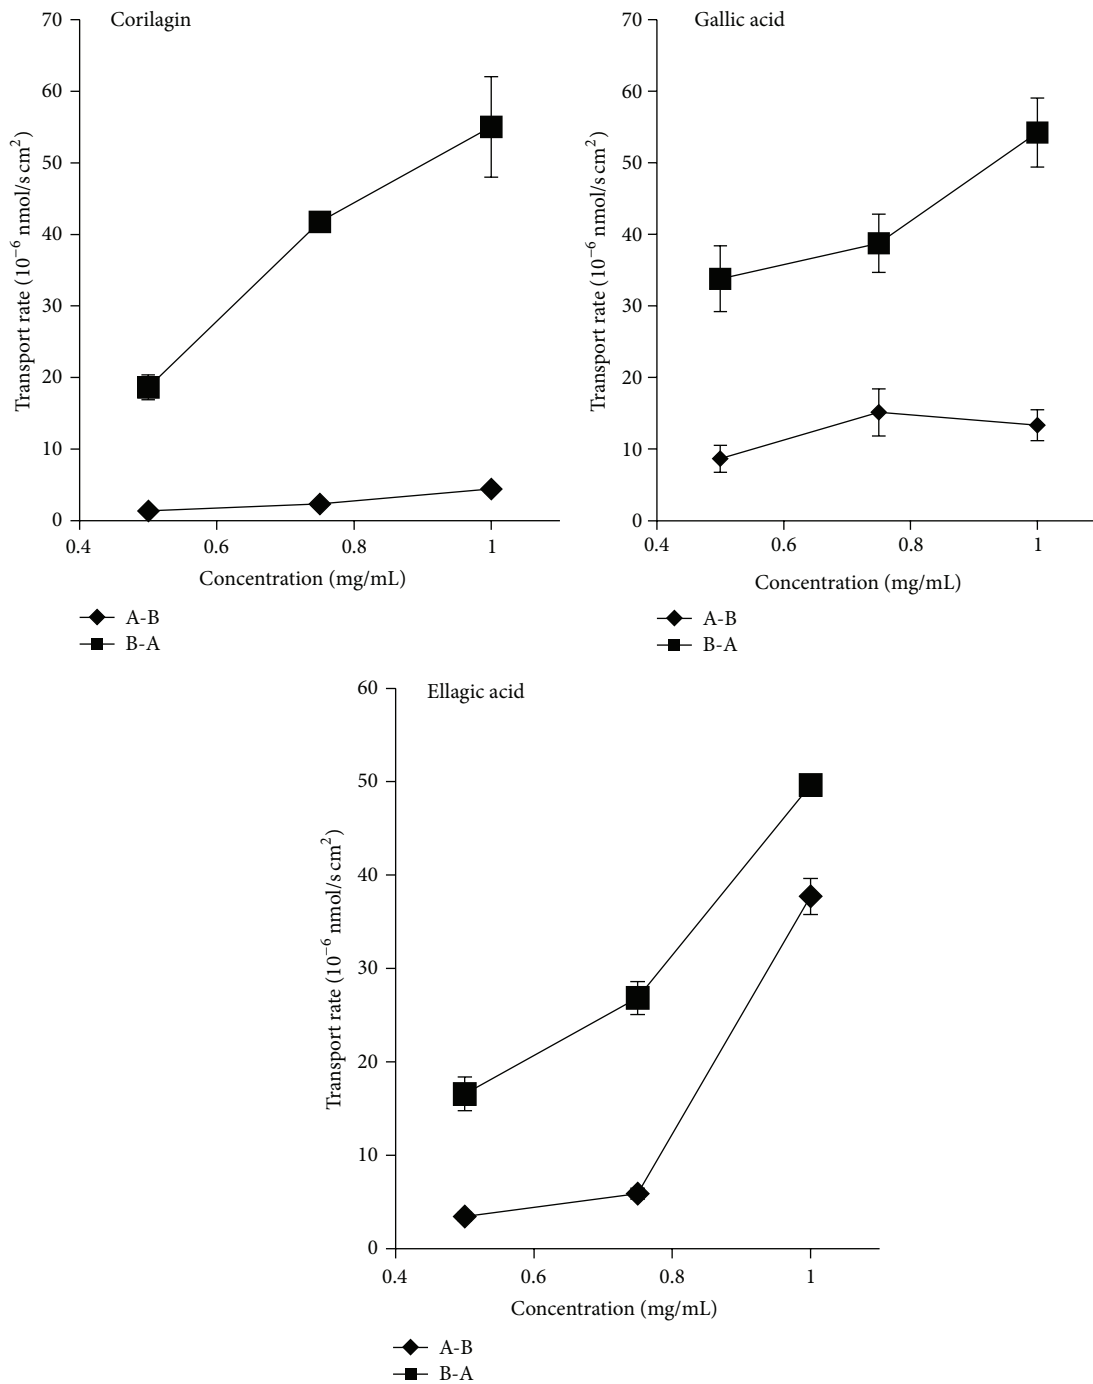 Corilagin
70
60
50
40
30
20
10
0
Transport rate (10⁻⁶ nmol/s cm²)
0.4 0.6 0.8 1
Concentration (mg/mL)
A-B
B-A
Gallic acid
70
60
50
40
30
20
10
0
Transport rate (10⁻⁶ nmol/s cm²)
0.4 0.6 0.8 1
Concentration (mg/mL)
A-B
B-A
Ellagic acid
60
50
40
30
20
10
0
Transport rate (10⁻⁶ nmol/s cm²)
0.4 0.6 0.8 1
Concentration (mg/mL)
A-B
B-A